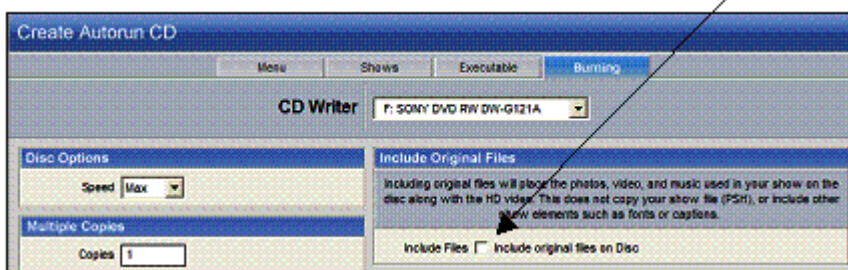 Create Autorun CD
Menu Shows Executable Burning
CD Writer F: SONY DVD RW DW-G121A
Disc Options
Speed Max
Multiple Copies
Copies 1
Include Original Files
Including original files will place the photos, video, and music used in your show on the
disc along with the HD video. This does not copy your show file (PSH), or include other
show elements such as fonts or captions.
Include Files Include original files on Disc